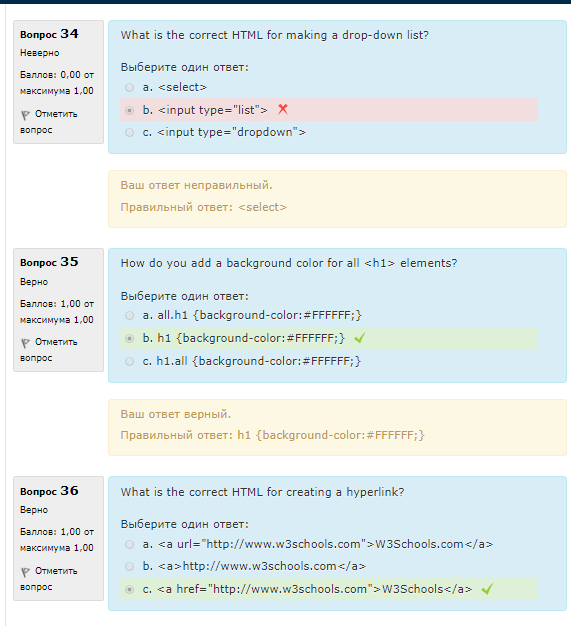 Вопрос 34
Неверно
Баллов: 0,00 от
максимума 1,00
Отметить
вопрос
What is the correct HTML for making a drop-down list?
Выберите один ответ:
a. <select>
b. <input type="list">
c. <input type="dropdown">
Ваш ответ неправильный.
Правильный ответ: <select>
Вопрос 35
Верно
Баллов: 1,00 от
максимума 1,00
Отметить
вопрос
How do you add a background color for all <h1> elements?
Выберите один ответ:
a. all.h1 {background-color:#FFFFFF;}
b. h1 {background-color:#FFFFFF;}
c. h1.all {background-color:#FFFFFF;}
Ваш ответ верный.
Правильный ответ: h1 {background-color:#FFFFFF;}
Вопрос 36
Верно
Баллов: 1,00 от
максимума 1,00
Отметить
вопрос
What is the correct HTML for creating a hyperlink?
Выберите один ответ:
a. <a url="http://www.w3schools.com">W3Schools.com</a>
b. <a>http://www.w3schools.com</a>
c. <a href="http://www.w3schools.com">W3Schools</a>